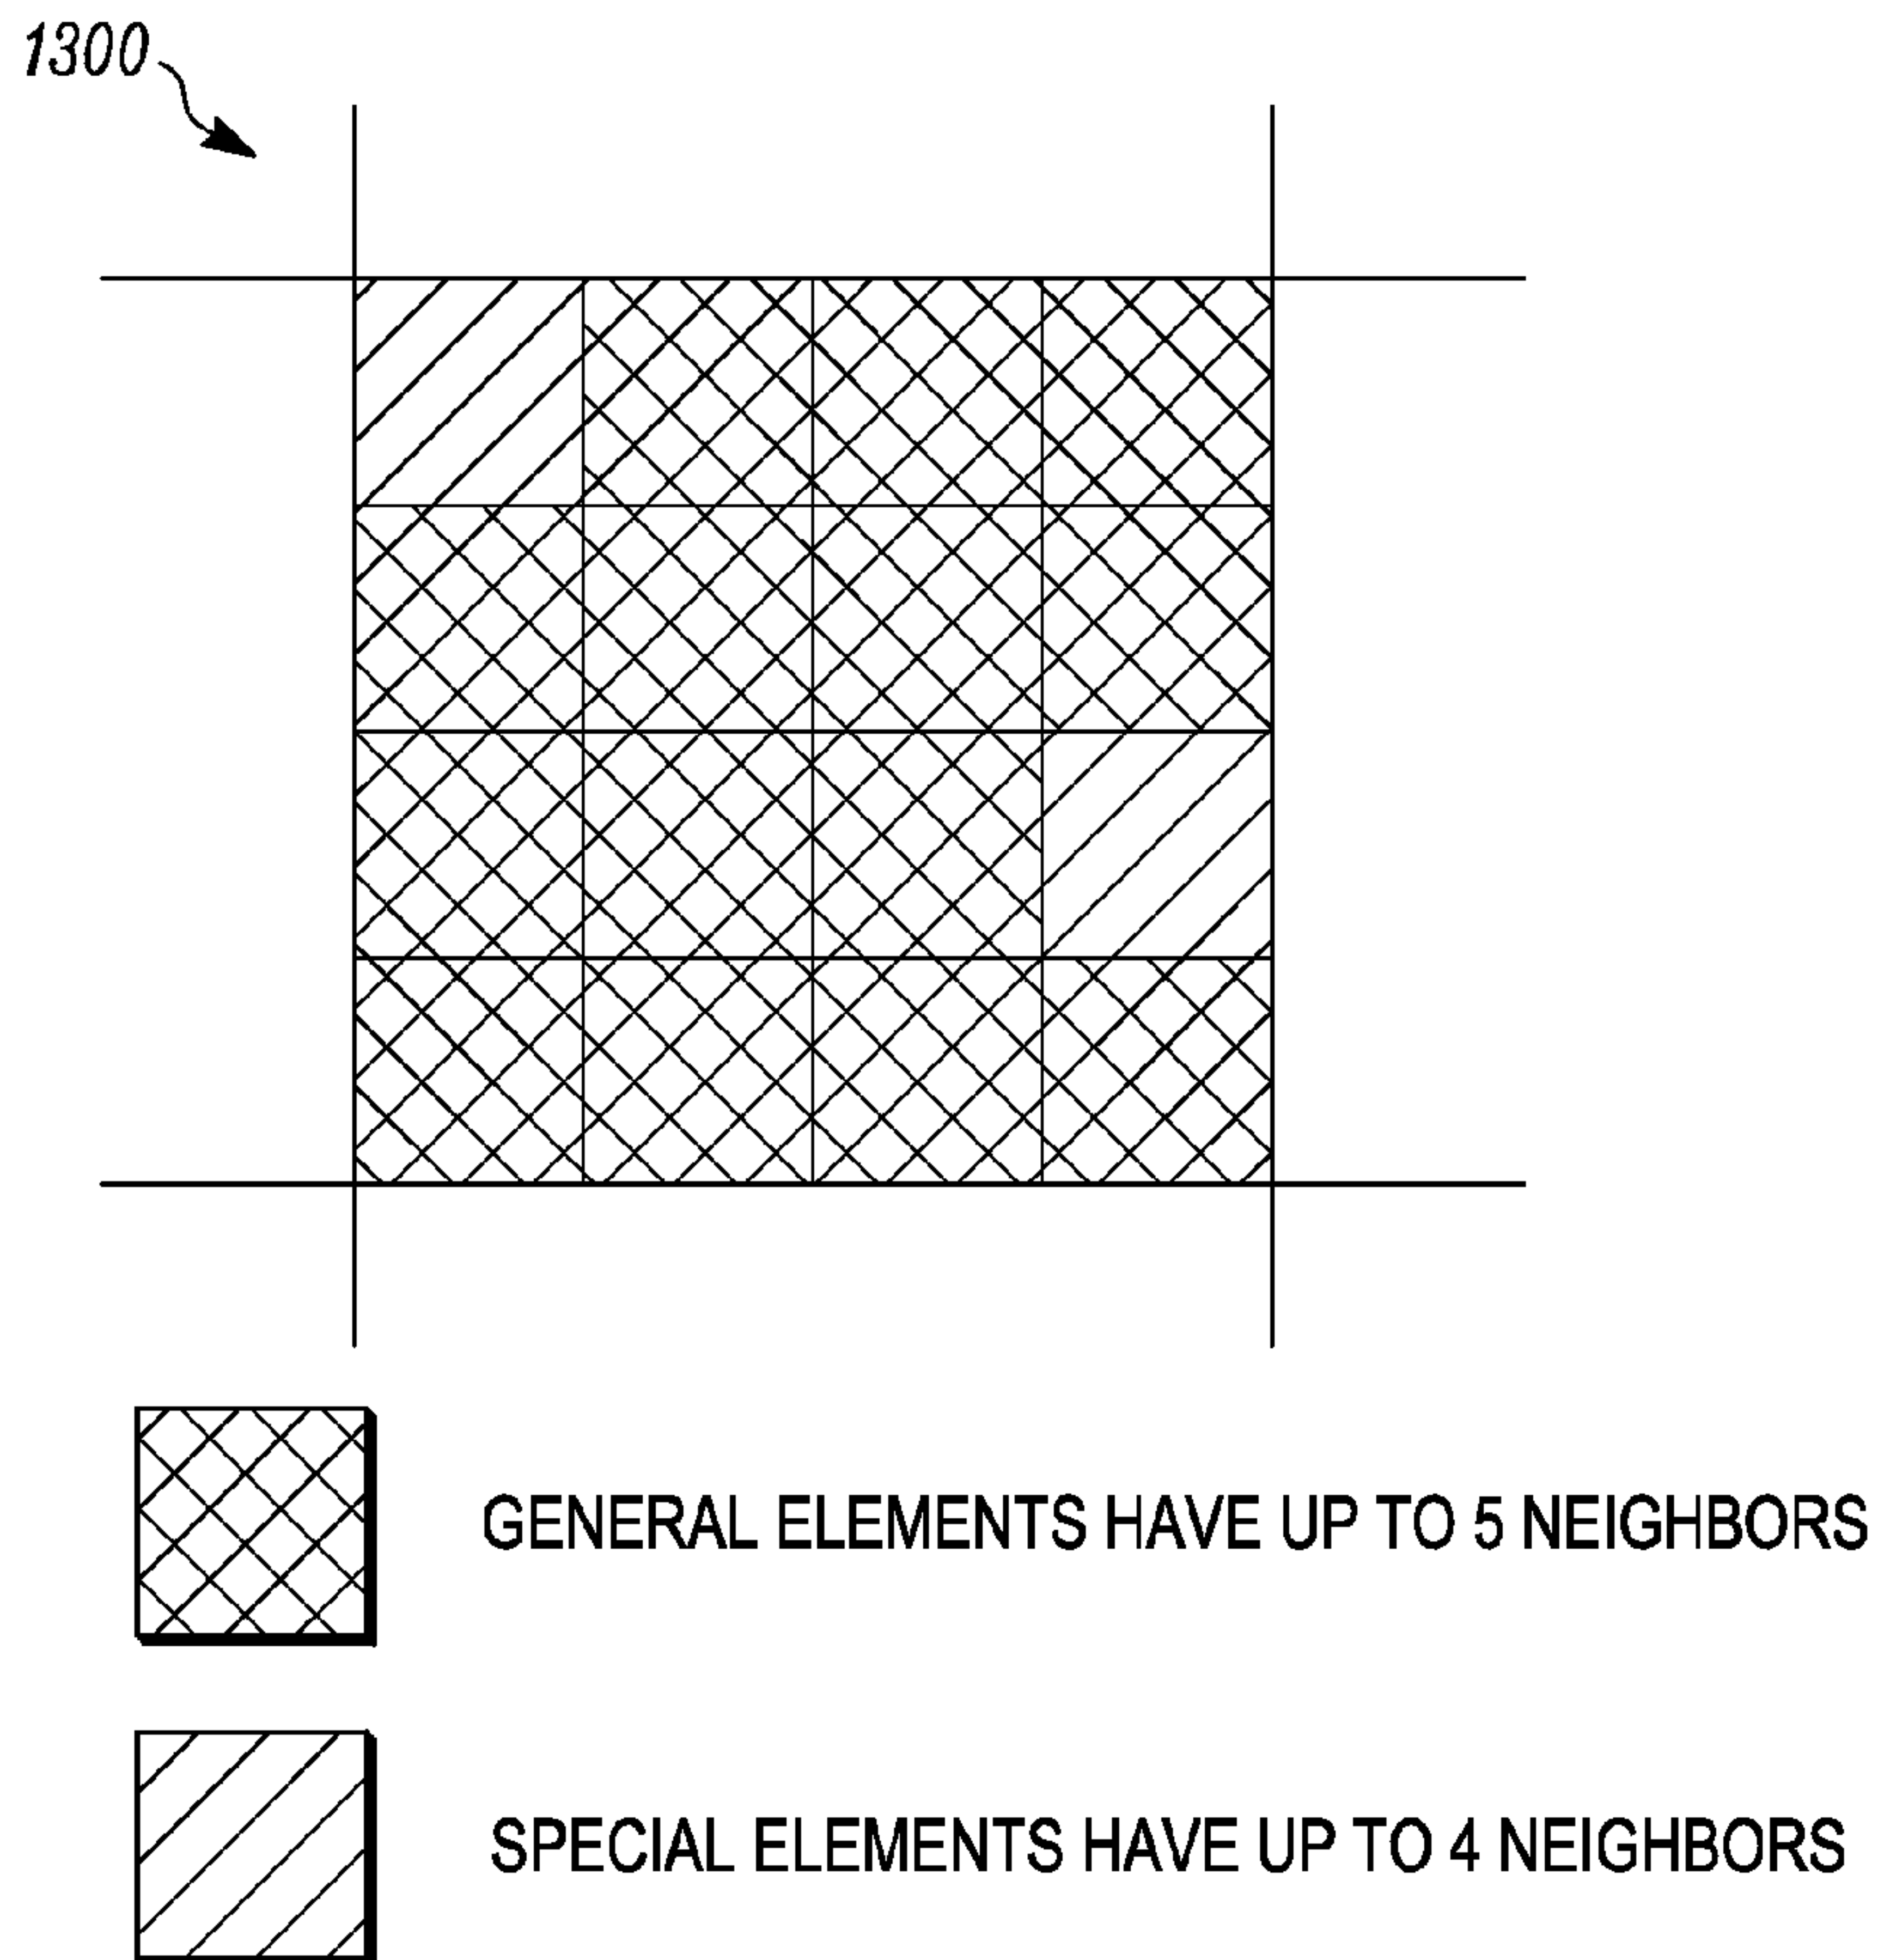 1300
GENERAL ELEMENTS HAVE UP TO 5 NEIGHBORS
SPECIAL ELEMENTS HAVE UP TO 4 NEIGHBORS